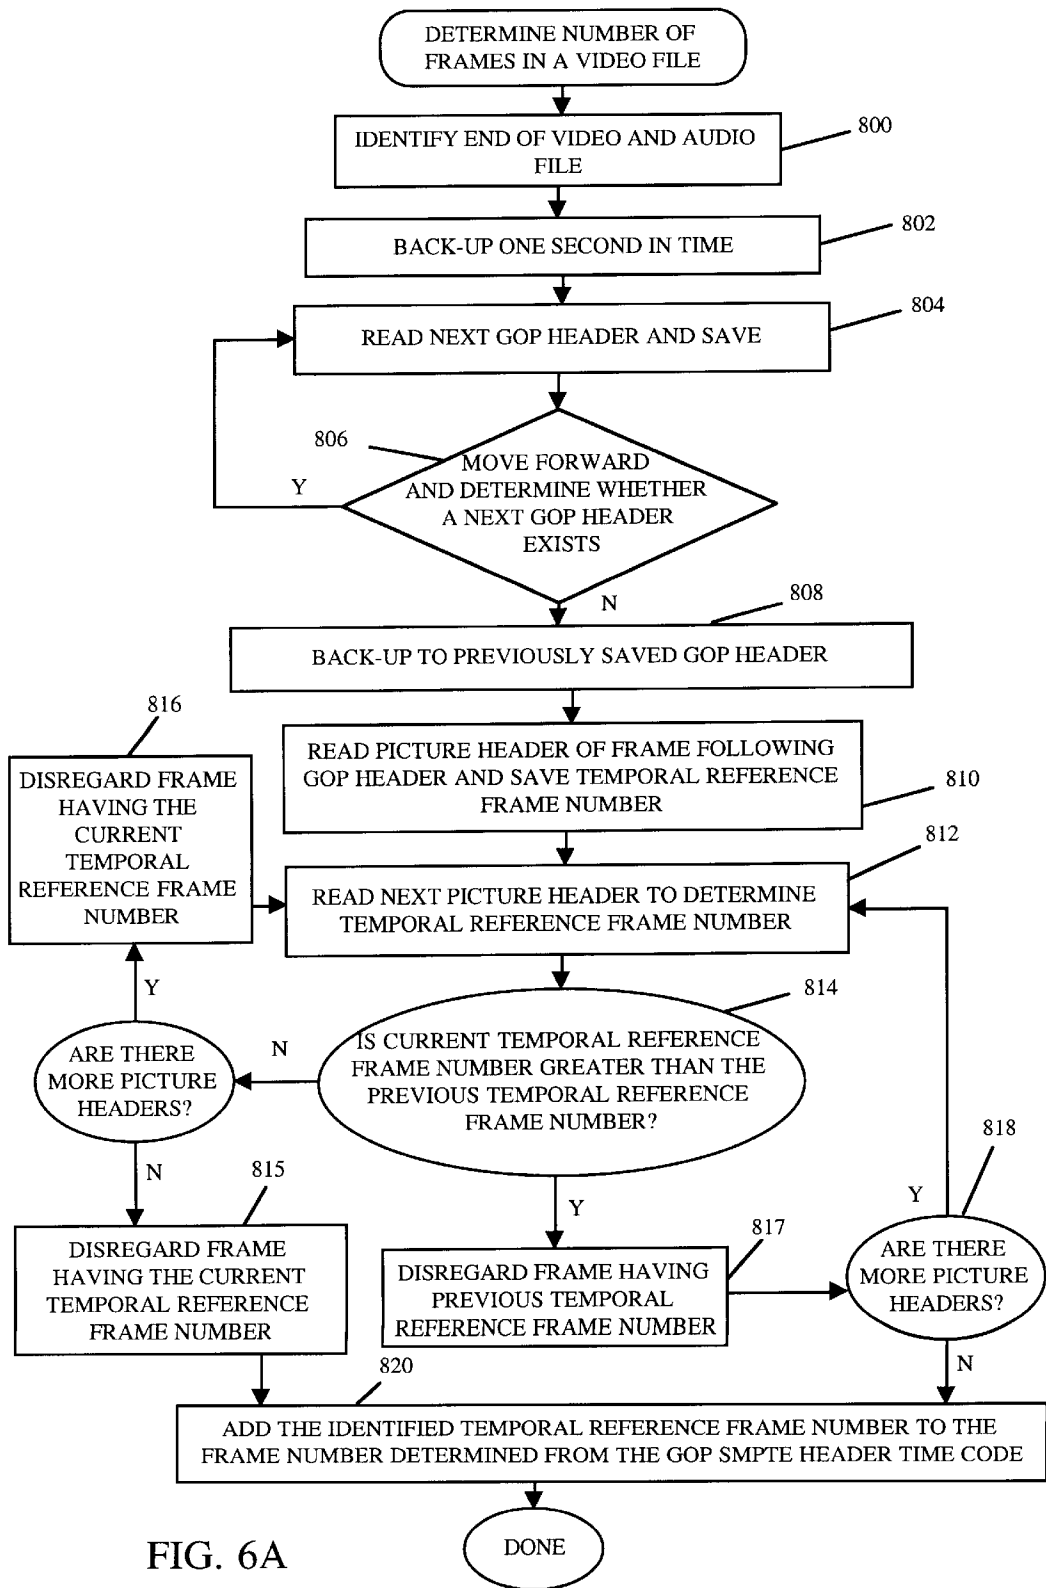 DETERMINE NUMBER OF
FRAMES IN A VIDEO FILE
800
IDENTIFY END OF VIDEO AND AUDIO
FILE
802
BACK-UP ONE SECOND IN TIME
804
READ NEXT GOP HEADER AND SAVE
806
MOVE FORWARD
AND DETERMINE WHETHER
A NEXT GOP HEADER
EXISTS
Y
N
808
BACK-UP TO PREVIOUSLY SAVED GOP HEADER
816
DISREGARD FRAME
HAVING THE
CURRENT
TEMPORAL
REFERENCE FRAME
NUMBER
READ PICTURE HEADER OF FRAME FOLLOWING
GOP HEADER AND SAVE TEMPORAL REFERENCE
FRAME NUMBER
810
812
READ NEXT PICTURE HEADER TO DETERMINE
TEMPORAL REFERENCE FRAME NUMBER
814
Y
ARE THERE
MORE PICTURE
HEADERS?
N
IS CURRENT TEMPORAL REFERENCE
FRAME NUMBER GREATER THAN THE
PREVIOUS TEMPORAL REFERENCE
FRAME NUMBER?
N
815
Y
817
Y
818
DISREGARD FRAME
HAVING THE CURRENT
TEMPORAL REFERENCE
FRAME NUMBER
DISREGARD FRAME HAVING
PREVIOUS TEMPORAL
REFERENCE FRAME NUMBER
ARE THERE
MORE PICTURE
HEADERS?
N
820
ADD THE IDENTIFIED TEMPORAL REFERENCE FRAME NUMBER TO THE
FRAME NUMBER DETERMINED FROM THE GOP SMPTE HEADER TIME CODE
DONE
FIG. 6A